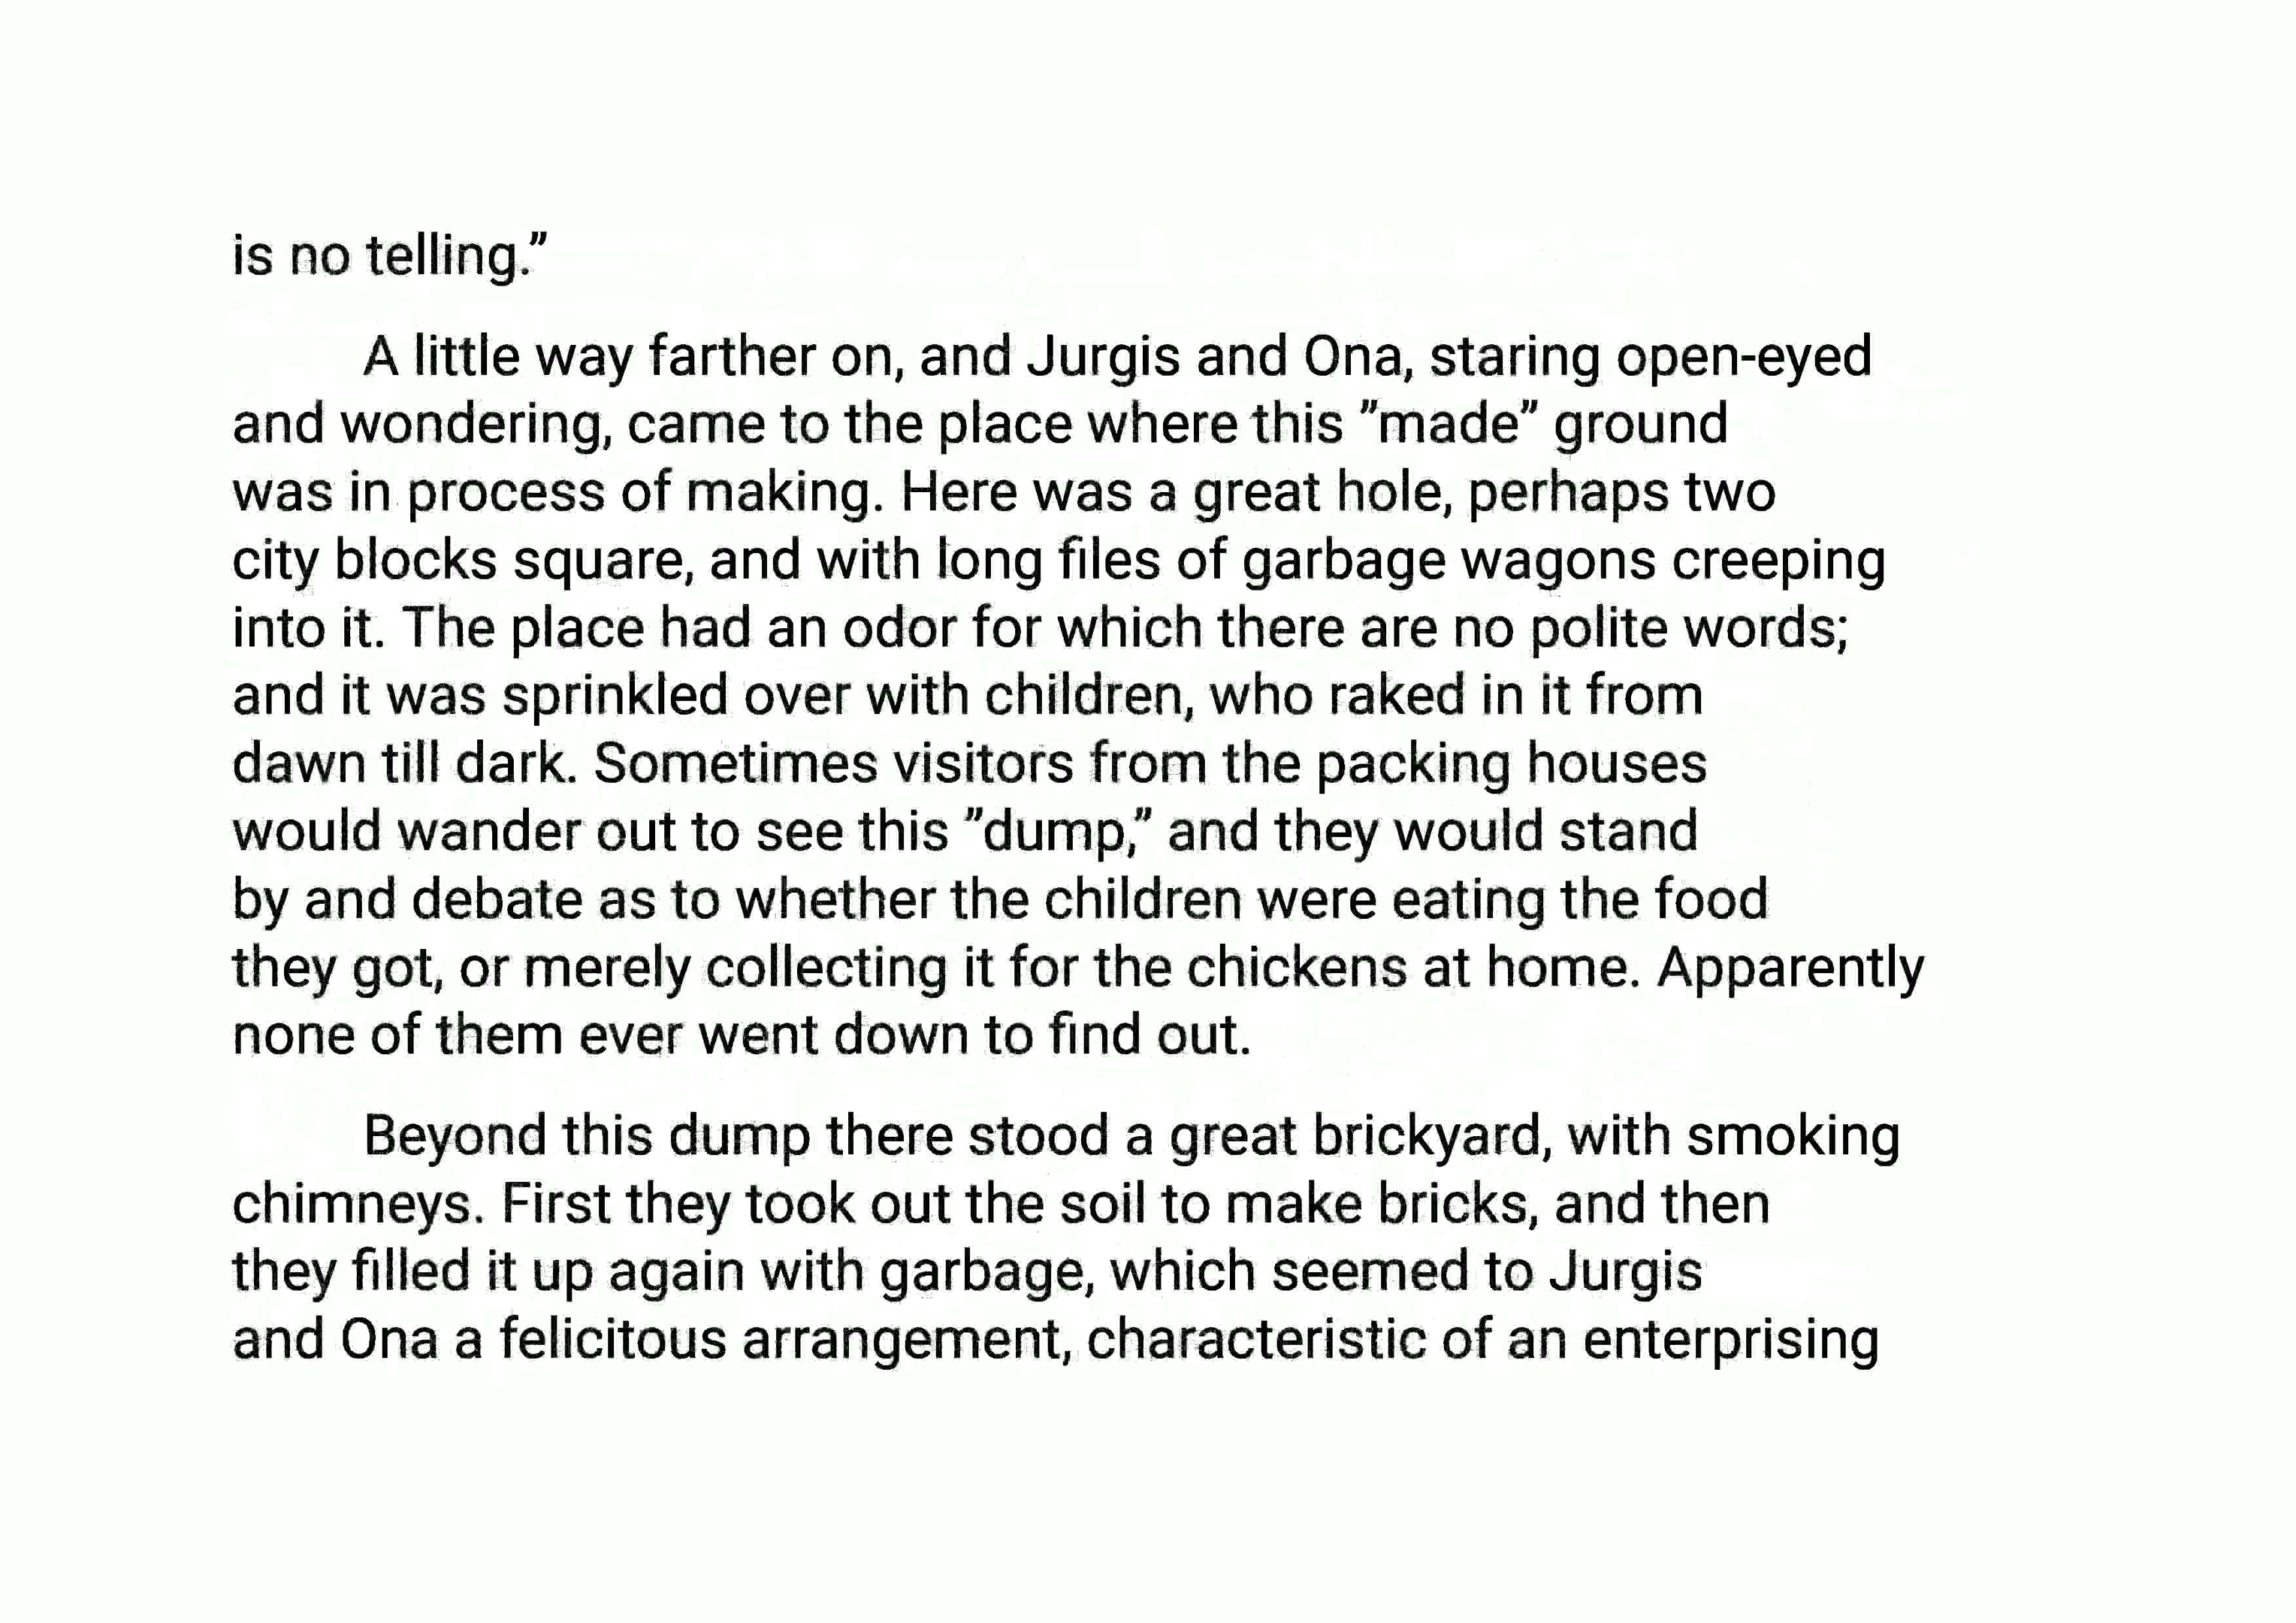 is no telling.”
A little way farther on, and Jurgis and Ona, staring open-eyed
and wondering, came to the place where this ”made” ground
was in process of making. Here was a great hole, perhaps two
city blocks square, and with long files of garbage wagons creeping
into it. The place had an odor for which there are no polite words;
and it was sprinkled over with children, who raked in it from
dawn till dark. Sometimes visitors from the packing houses
would wander out to see this ”dump,” and they would stand
by and debate as to whether the children were eating the food
they got, or merely collecting it for the chickens at home. Apparently
none of them ever went down to find out.
Beyond this dump there stood a great brickyard, with smoking
chimneys. First they took out the soil to make bricks, and then
they filled it up again with garbage, which seemed to Jurgis
and Ona a felicitous arrangement, characteristic of an enterprising